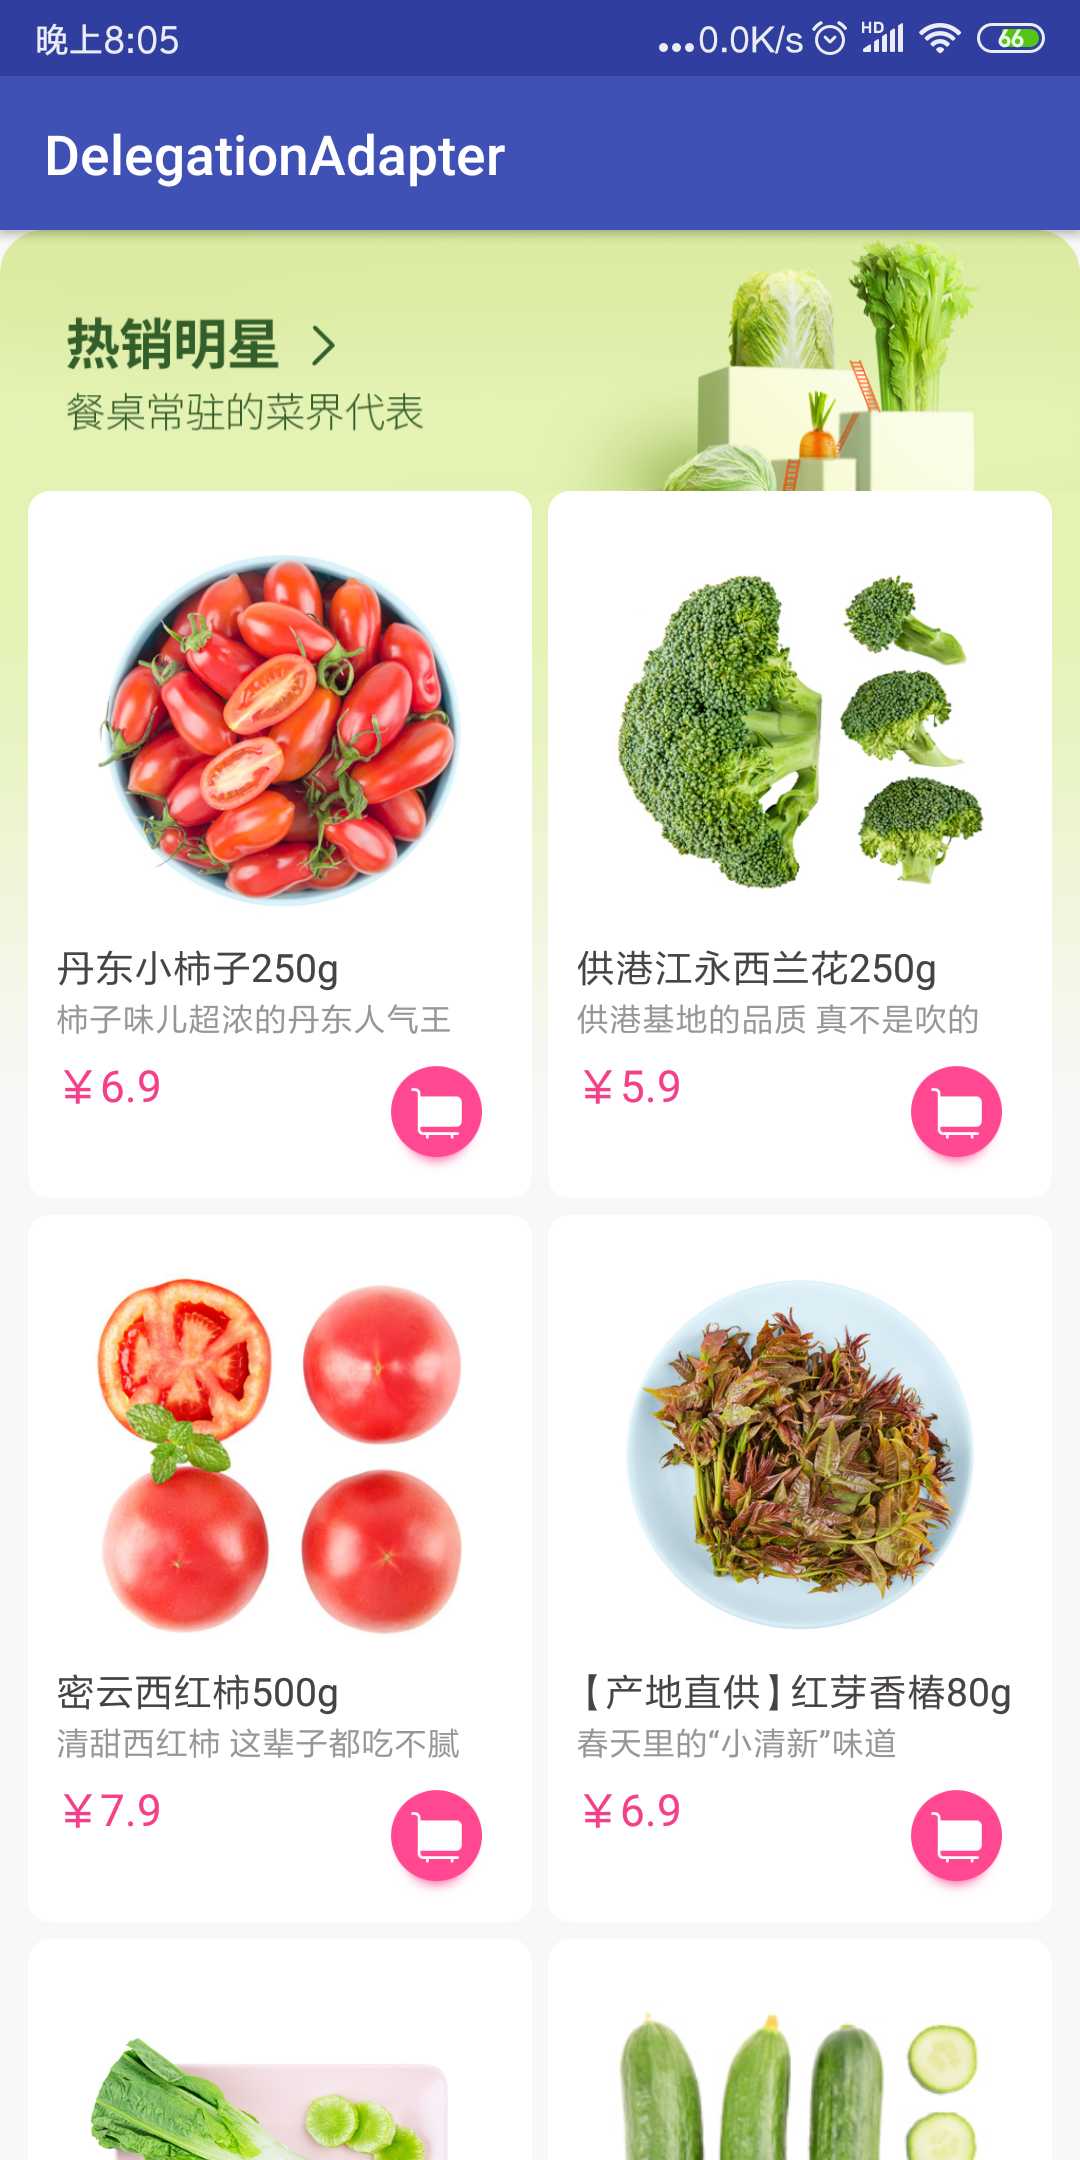 晚上8:05
...0.0K/s HD 66
DelegationAdapter
热销明星
餐桌常驻的菜界代表
丹东小柿子250g
柿子味儿超浓的丹东人气王
¥6.9
供港江永西兰花250g
供港基地的品质 真不是吹的
¥5.9
密云西红柿500g
清甜西红柿 这辈子都吃不腻
¥7.9
【产地直供】红芽香椿80g
春天里的“小清新”味道
¥6.9